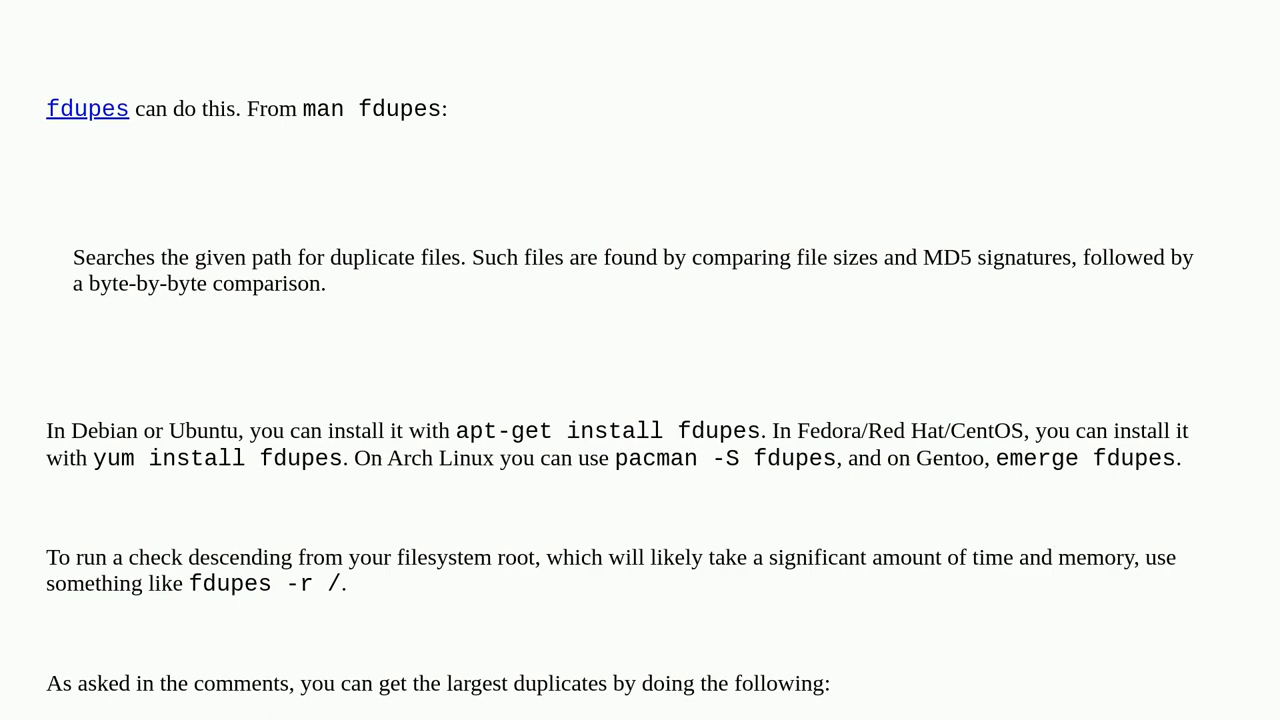 fdupes can do this. From man fdupes:
Searches the given path for duplicate files. Such files are found by comparing file sizes and MD5 signatures, followed by
a byte-by-byte comparison.
In Debian or Ubuntu, you can install it with apt-get install fdupes. In Fedora/Red Hat/CentOS, you can install it
with yum install fdupes. On Arch Linux you can use pacman -S fdupes, and on Gentoo, emerge fdupes.
To run a check descending from your filesystem root, which will likely take a significant amount of time and memory, use
something like fdupes -r /.
As asked in the comments, you can get the largest duplicates by doing the following: